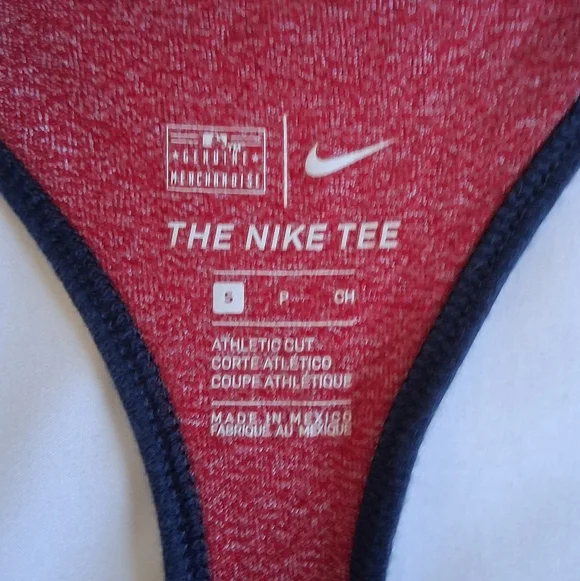 GENUINE
MERCHANDISE
THE NIKE TEE
S P CH
ATHLETIC CUT
CORTE ATLÉTICO
COUPE ATHLÉTIQUE
MADE IN MEXICO
FABRIQUÉ AU MEXIQUE